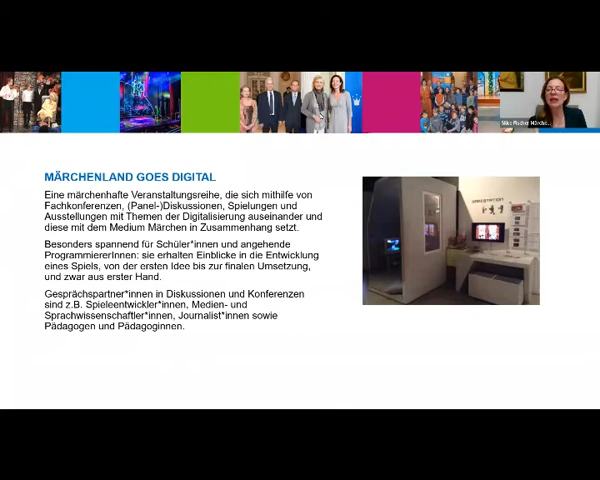 MÄRCHENLAND GOES DIGITAL
Eine märchenhafte Veranstaltungsreihe, die sich mithilfe von
Fachkonferenzen, (Panel-)Diskussionen, Spielungen und
Ausstellungen mit Themen der Digitalisierung auseinander und
diese mit dem Medium Märchen in Zusammenhang setzt.
Besonders spannend für Schüler*innen und angehende
ProgrammiererInnen: sie erhalten Einblicke in die Entwicklung
eines Spiels, von der ersten Idee bis zur finalen Umsetzung,
und zwar aus erster Hand.
Gesprächspartner*innen in Diskussionen und Konferenzen
sind z.B. Spieleentwickler*innen, Medien- und
Sprachwissenschaftler*innen, Journalist*innen sowie
Pädagogen und Pädagoginnen.